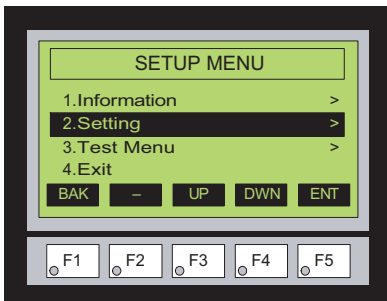 SETUP MENU
1.Information >
2.Setting >
3.Test Menu >
4.Exit
BAK – UP DWN ENT
F1 F2 F3 F4 F5